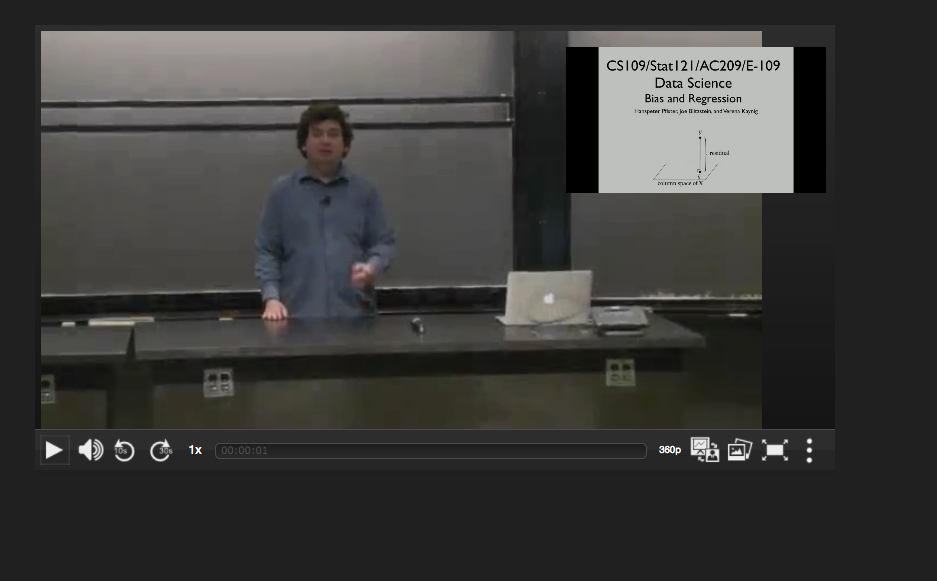 CS109/Stat121/AC209/E-109
Data Science
Bias and Regression
Hanspeter Pfister, Joe Blitzstein, and Verena Kaynig
residual
column space of X
10s
30s
1x
00:00:01
360p